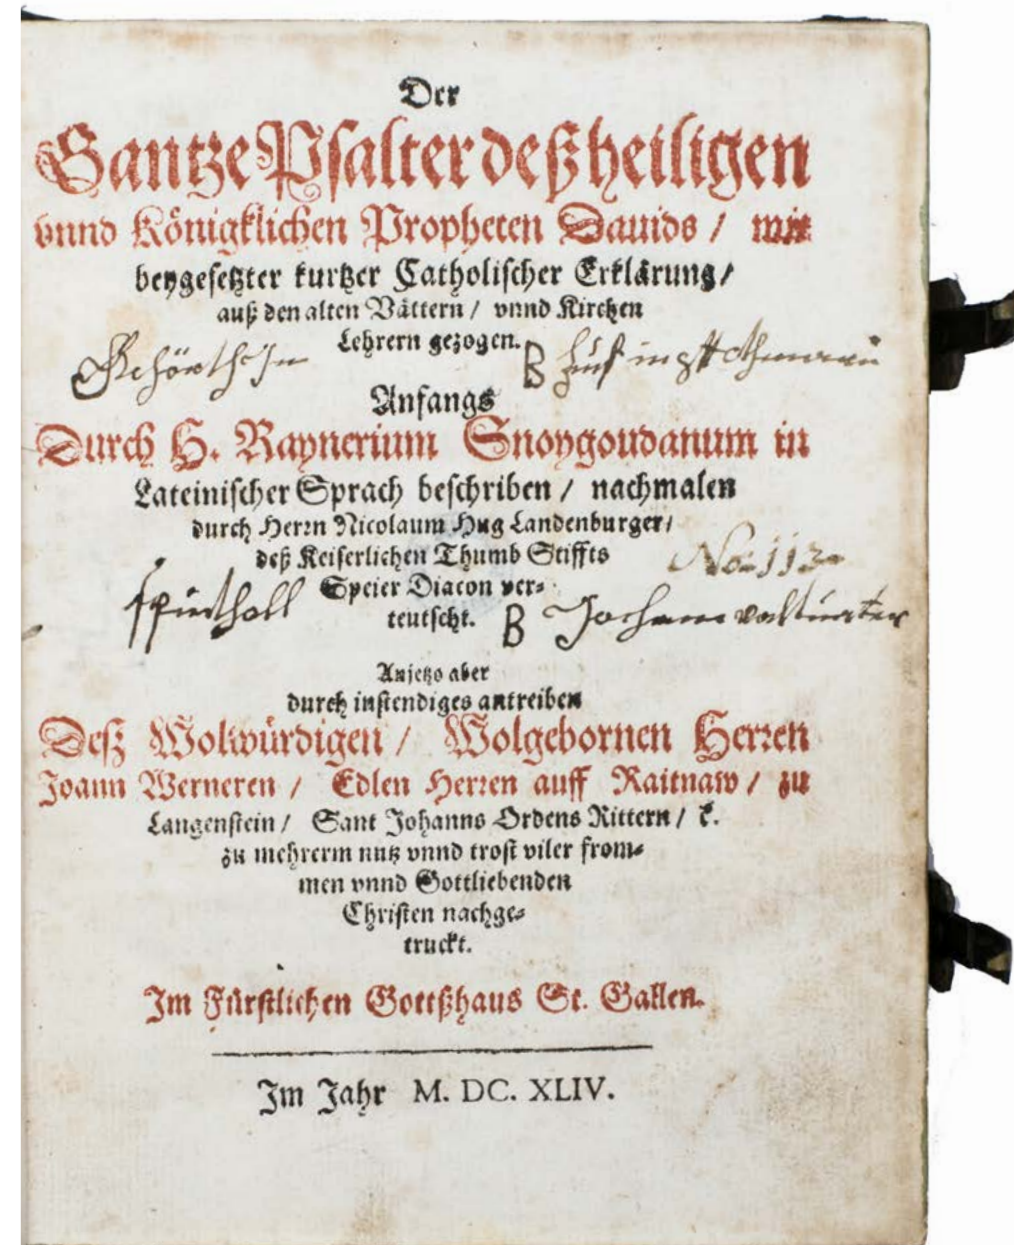 Der
Gantze Psalter deß heiligen
vnnd Königklichen Propheten Dauids / mit
beygesetzter kurtzer Catholischer Erklärung /
auß den alten Vättern / vnnd Kirchen
Lehrern gezogen.
Gehörth In B
Anfangs
Durch H. Raynerium Snoygoudanum in
Lateinischer Sprach beschriben / nachmalen
durch Herrn Nicolaum Hug Landenburger /
deß Keiserlichen Thumb Stiffts
No: 113
Speier Diacon ver-
teutscht.
B
Anjetzo aber
durch instendiges antreiben
Deß Wolwürdigen / Wolgebornen Herren
Joann Werneren / Edlen Herren auff Raitnaw / zu
Langenstein / Sant Johanns Ordens Rittern / ꝛc.
zu mehrerm nutz vnnd trost viler from-
men vnnd Gottliebenden
Christen nachge-
truckt.
Im Fürstlichen Gottßhaus St. Gallen.
Im Jahr M. DC. XLIV.